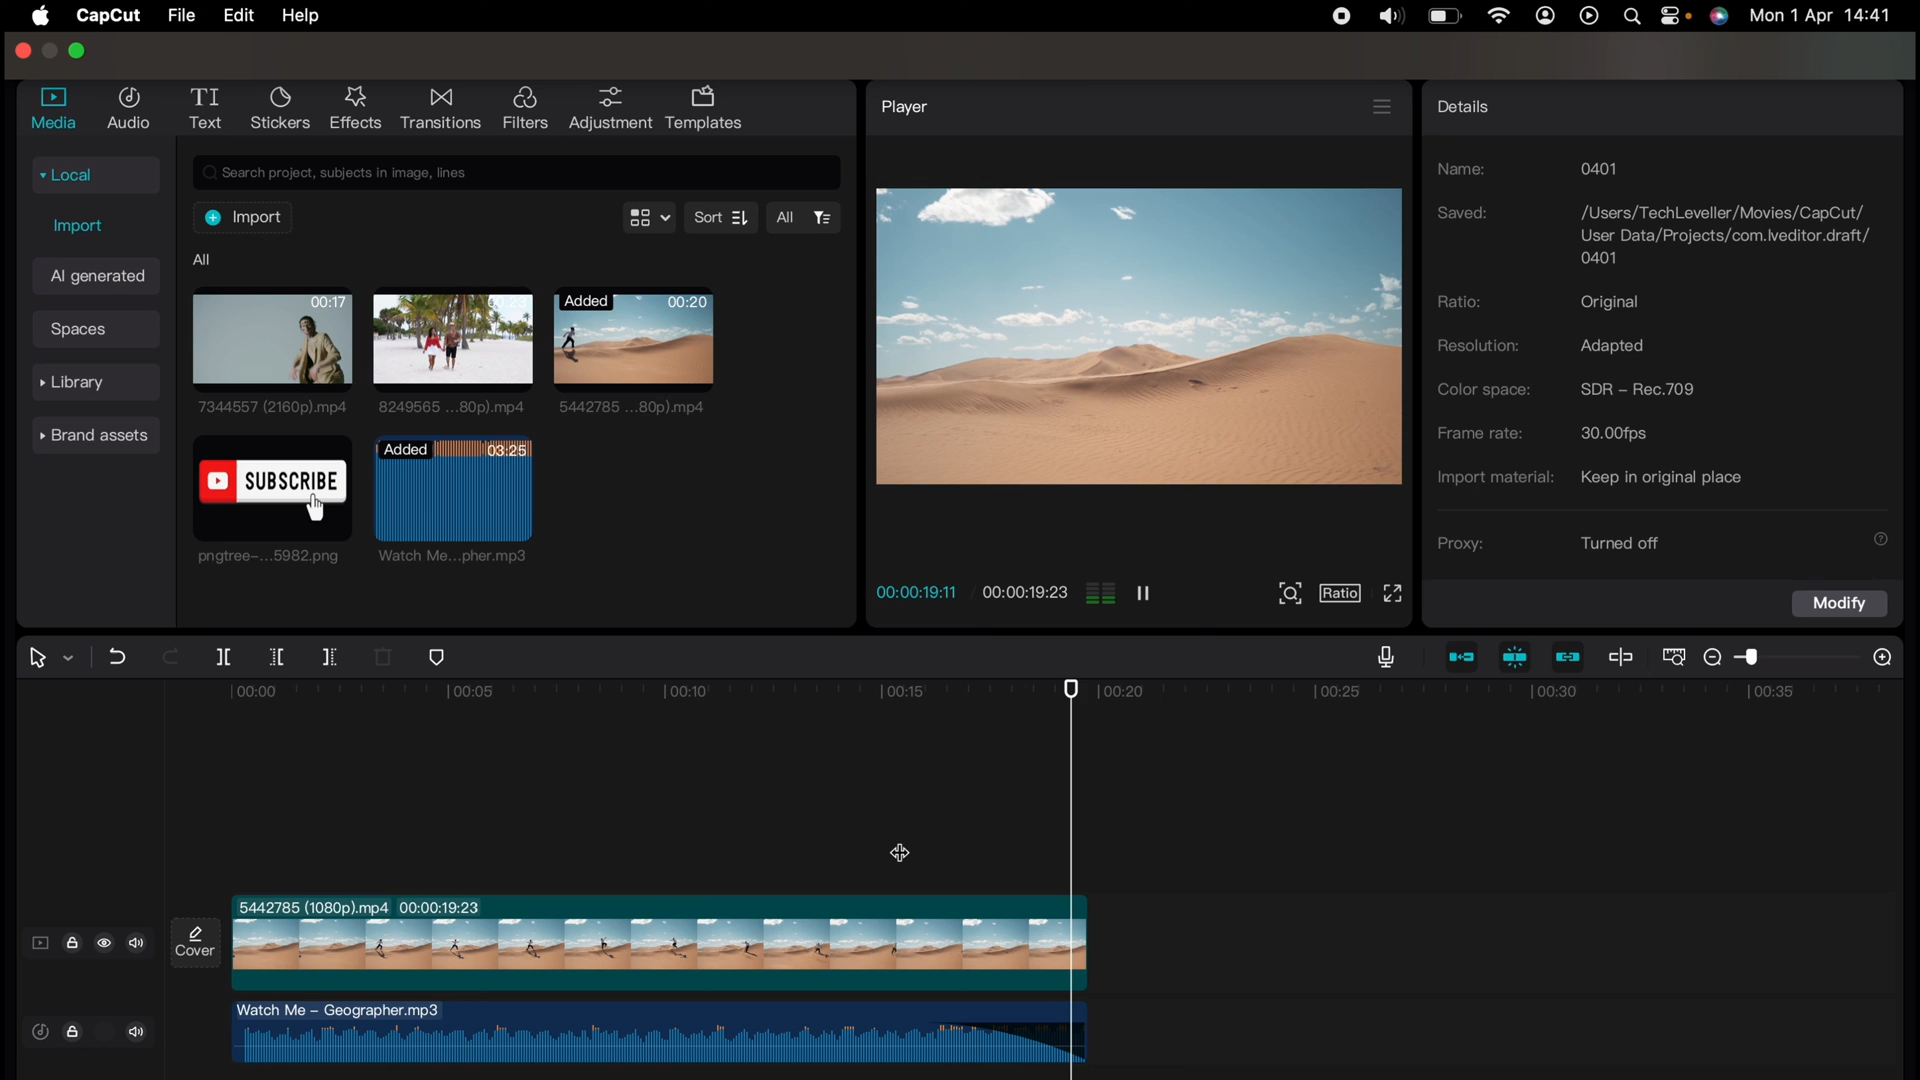 CapCut File Edit Help Mon 1 Apr 14:41
Media Audio Text Stickers Effects Transitions Filters Adjustment Templates
Local
Import
AI generated
Spaces
Library
Brand assets
Search project, subjects in image, lines
Import Sort All
All
00:17
7344557 (2160p).mp4
8249565 ...80p).mp4
Added 00:20
5442785 ...80p).mp4
SUBSCRIBE
pngtree-...5982.png
Added 03:25
Watch Me...pher.mp3
Player
00:00:19:11 / 00:00:19:23 Ratio
Details
Name: 0401
Saved: /Users/TechLeveller/Movies/CapCut/
User Data/Projects/com.lveditor.draft/
0401
Ratio: Original
Resolution: Adapted
Color space: SDR – Rec.709
Frame rate: 30.00fps
Import material: Keep in original place
Proxy: Turned off
Modify
00:00 00:05 00:10 00:15 00:20 00:25 00:30 00:35
Cover
5442785 (1080p).mp4 00:00:19:23
Watch Me – Geographer.mp3